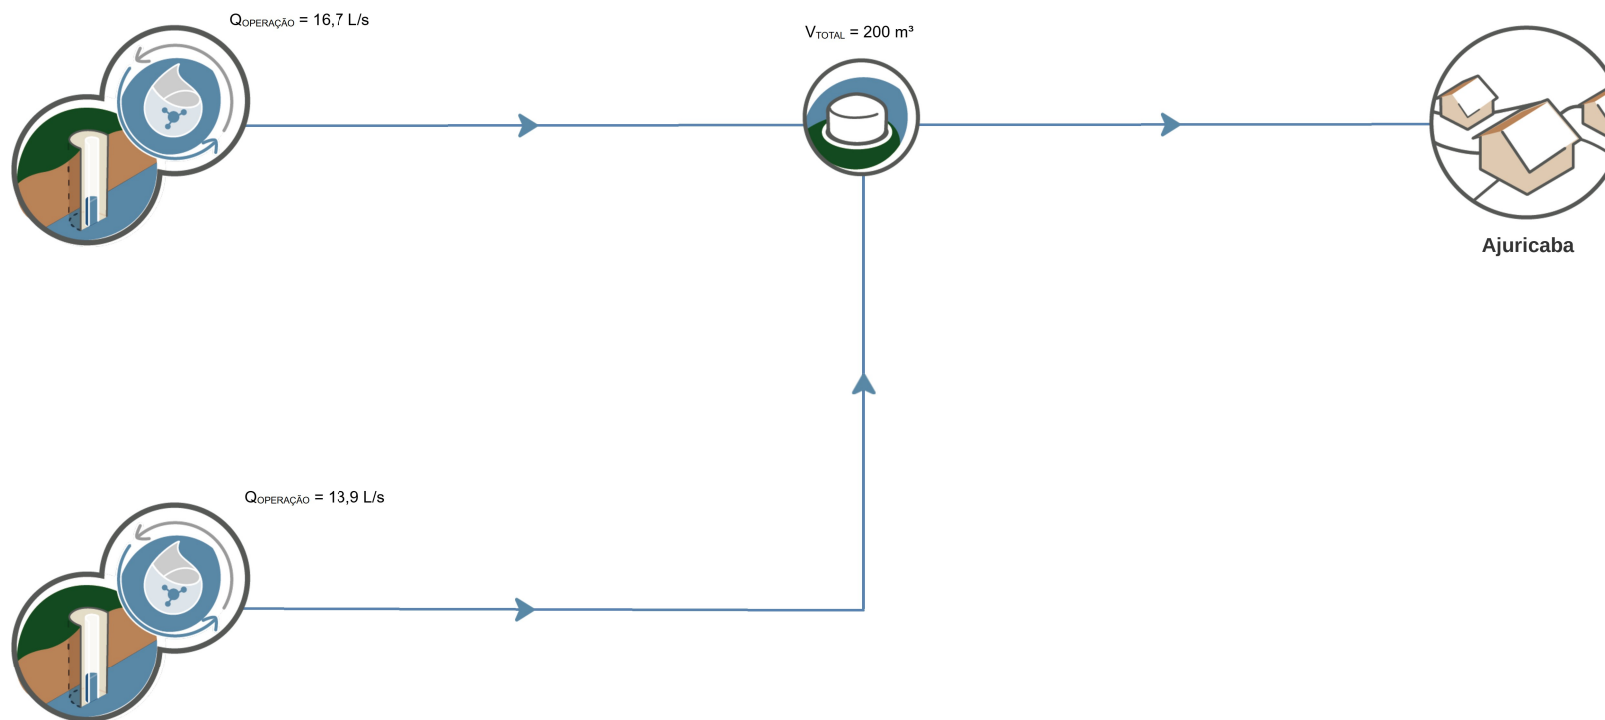 QOPERAÇÃO = 16,7 L/s
VTOTAL = 200 m³
Ajuricaba
QOPERAÇÃO = 13,9 L/s